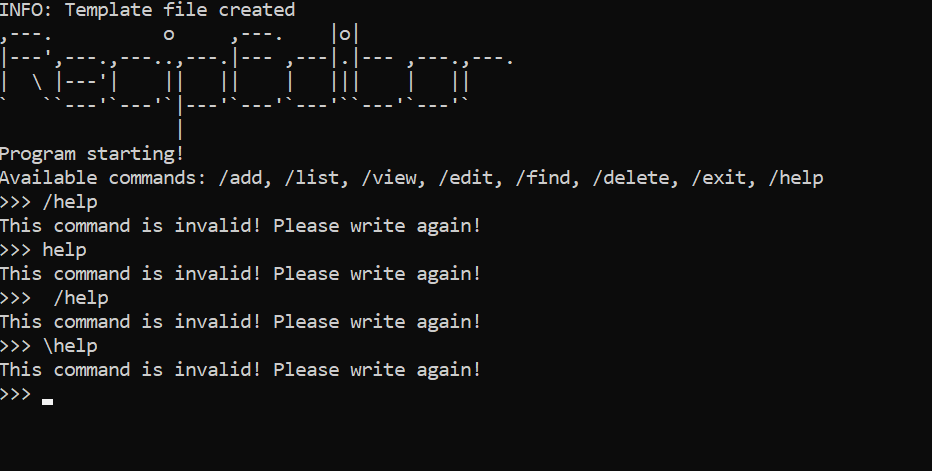 INFO: Template file created
,---.          o     ,---.    |o|
|---',---.,---..,---.|--- ,---|.|--- ,---.,---.
|  \ |---'|    ||   ||    |   |||    |   ||
`   ``---'`---'`|---'`---'`---'``---'`---'`
                |
Program starting!
Available commands: /add, /list, /view, /edit, /find, /delete, /exit, /help
>>> /help
This command is invalid! Please write again!
>>> help
This command is invalid! Please write again!
>>>  /help
This command is invalid! Please write again!
>>> \help
This command is invalid! Please write again!
>>>